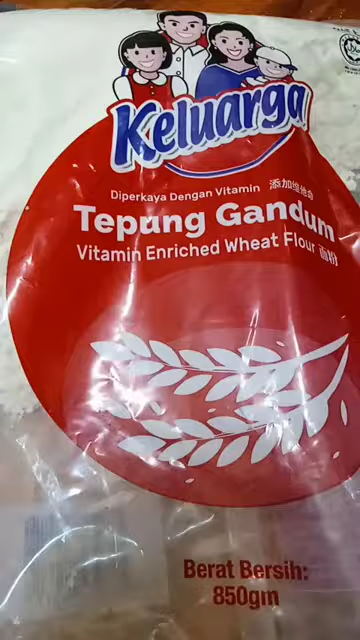 Keluarga
Diperkaya Dengan Vitamin 添加维他命
Tepung Gandum
Vitamin Enriched Wheat Flour 面粉
Berat Bersih:
850gm